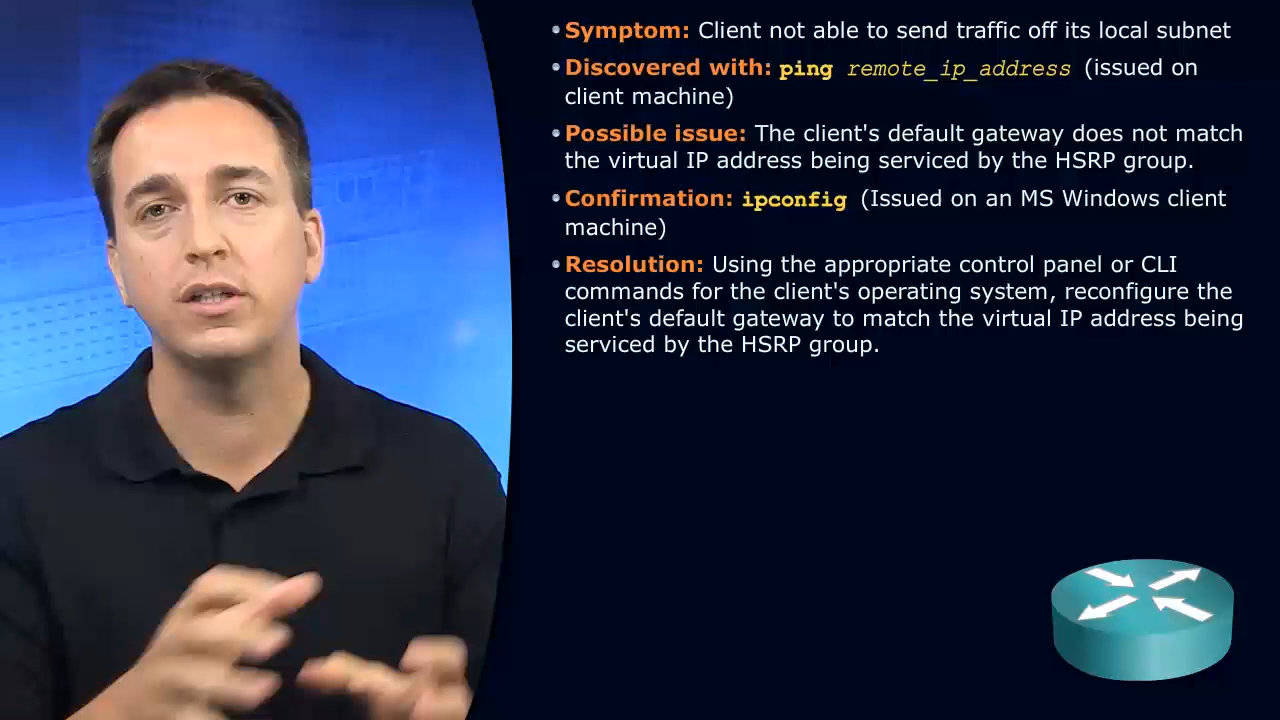 • Symptom: Client not able to send traffic off its local subnet
• Discovered with: ping remote_ip_address (issued on
client machine)
• Possible issue: The client's default gateway does not match
the virtual IP address being serviced by the HSRP group.
• Confirmation: ipconfig (Issued on an MS Windows client
machine)
• Resolution: Using the appropriate control panel or CLI
commands for the client's operating system, reconfigure the
client's default gateway to match the virtual IP address being
serviced by the HSRP group.